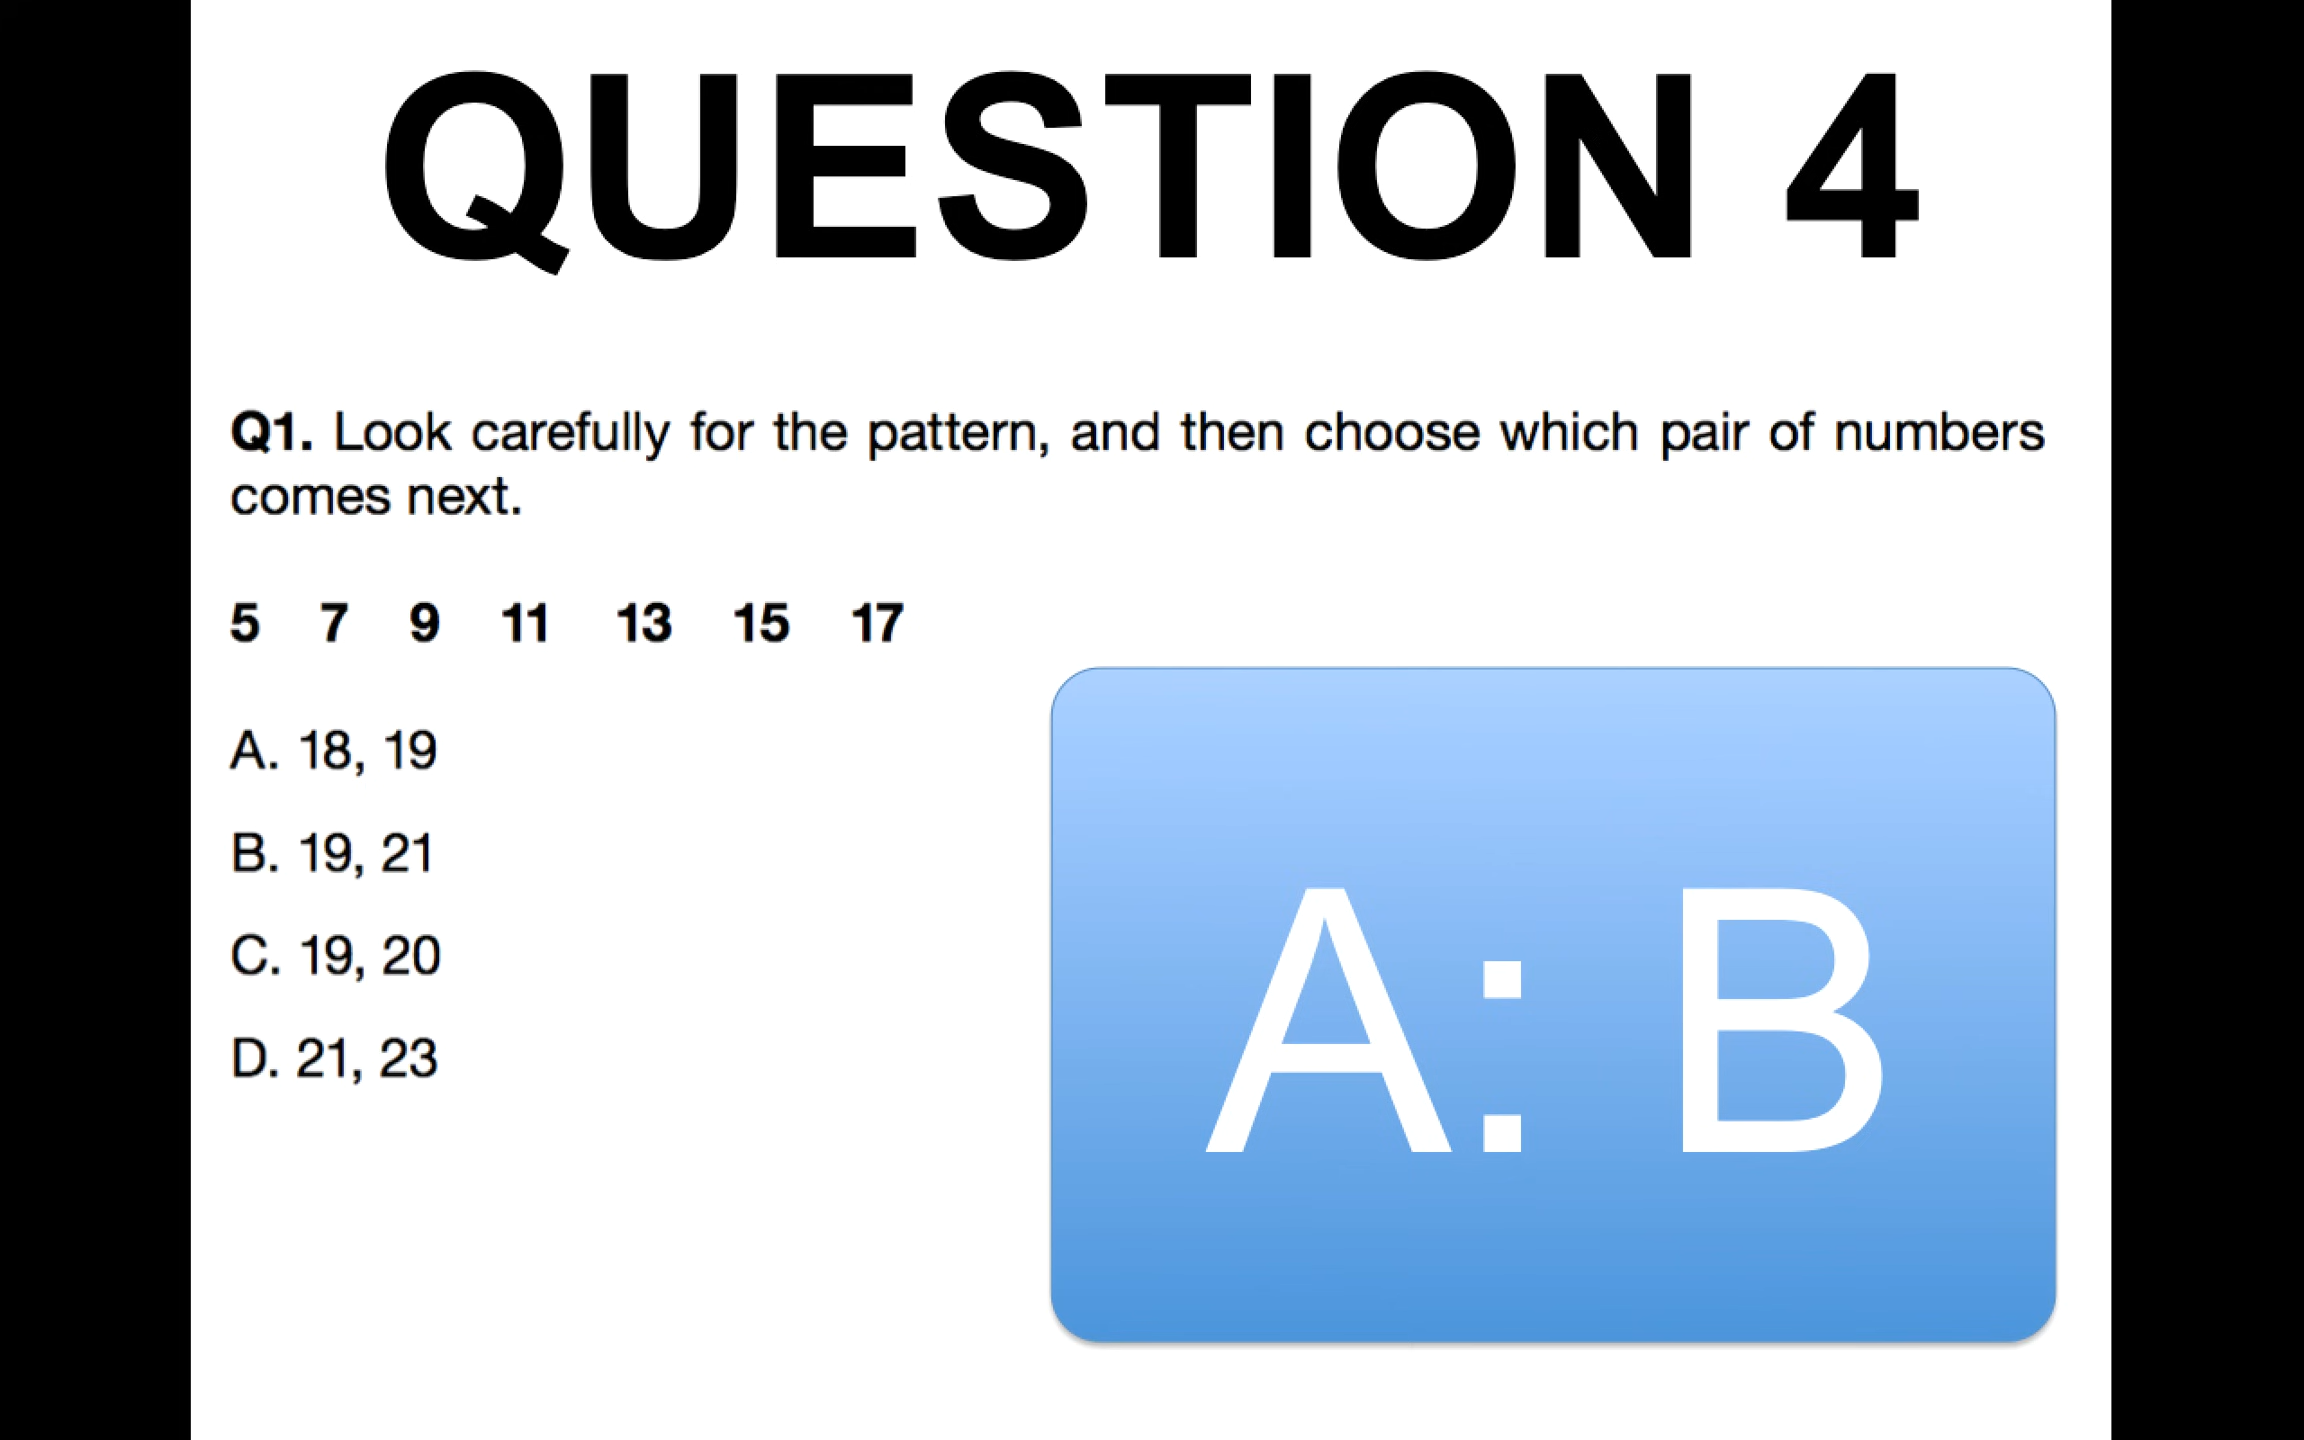 QUESTION 4
Q1. Look carefully for the pattern, and then choose which pair of numbers
comes next.
5 7 9 11 13 15 17
A. 18, 19
B. 19, 21
C. 19, 20
D. 21, 23
A: B